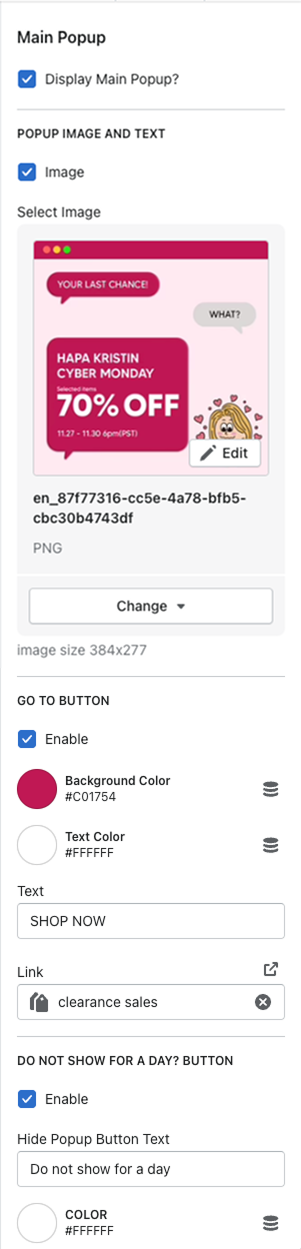 Main Popup
Display Main Popup?
POPUP IMAGE AND TEXT
Image
Select Image
YOUR LAST CHANCE!
WHAT?
HAPA KRISTIN
CYBER MONDAY
Selected items
70% OFF
11.27 - 11.30 6pm(PST)
Edit
en_87f77316-cc5e-4a78-bfb5-
cbc30b4743df
PNG
Change
image size 384x277
GO TO BUTTON
Enable
Background Color
#C01754
Text Color
#FFFFFF
Text
SHOP NOW
Link
clearance sales
DO NOT SHOW FOR A DAY? BUTTON
Enable
Hide Popup Button Text
Do not show for a day
COLOR
#FFFFFF